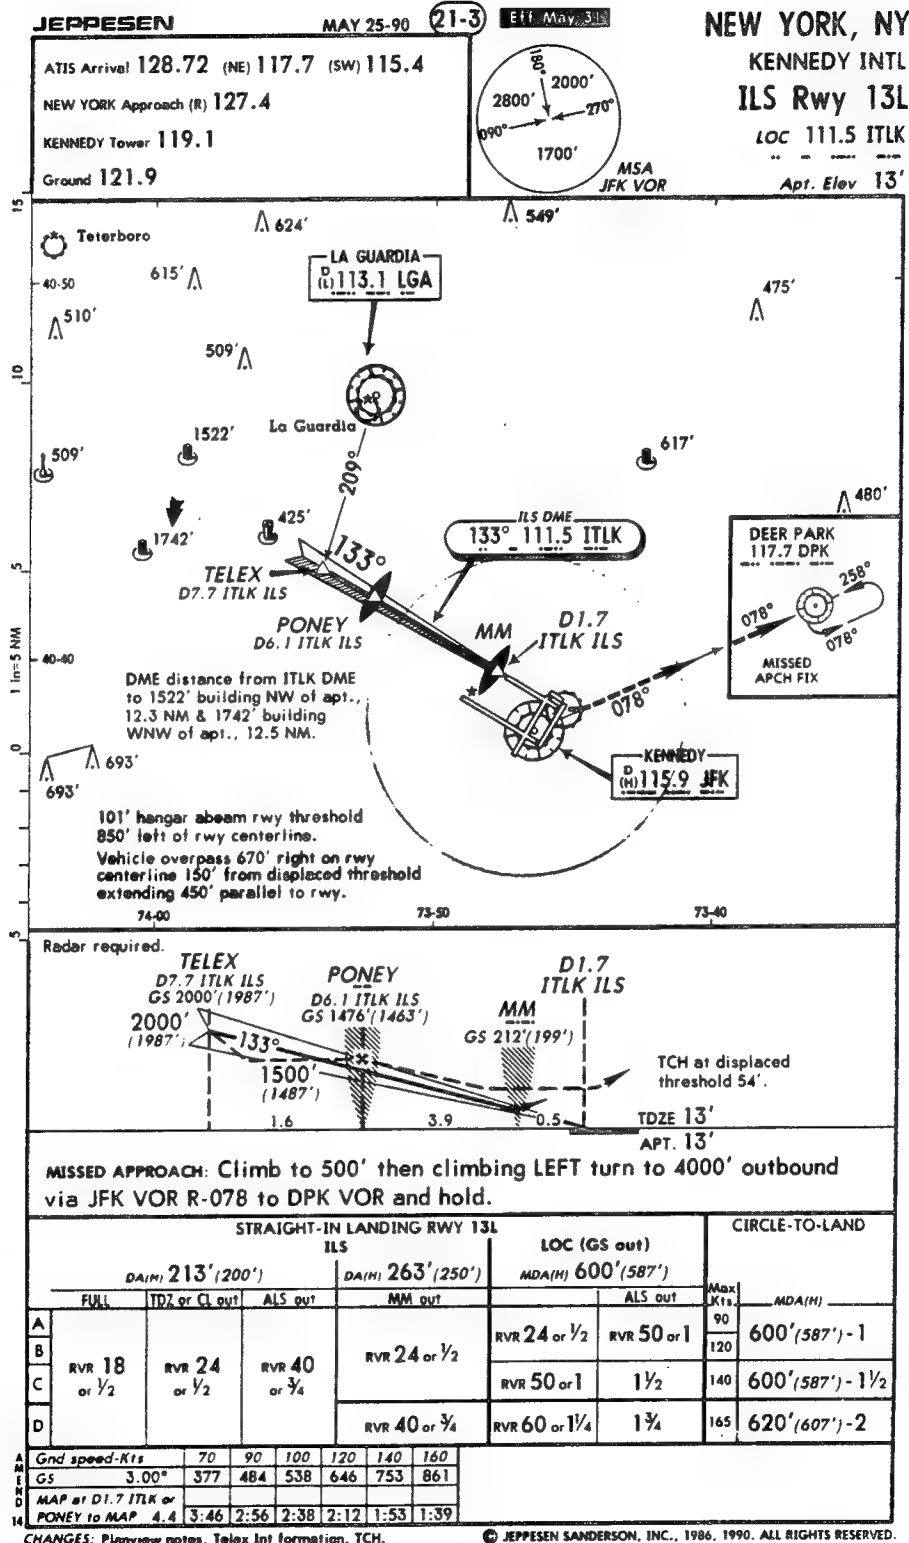 JEPPESEN MAY 25-90 21-3 Eff May 31
NEW YORK, NY
KENNEDY INTL
ILS Rwy 13L
LOC 111.5 ITLK
Apt. Elev 13'
ATIS Arrival 128.72 (NE) 117.7 (SW) 115.4
NEW YORK Approach (R) 127.4
KENNEDY Tower 119.1
Ground 121.9
180°
2000'
2800'
270°
090°
1700'
MSA
JFK VOR
15
Teterboro
624'
549'
LA GUARDIA
D
(L) 113.1 LGA
615'
40-50
510'
475'
10
509'
La Guardia
1522'
509'
209°
617'
480'
425'
1742'
ILS DME
133° 111.5 ITLK
DEER PARK
117.7 DPK
258°
078°
078°
MISSED
APCH FIX
133°
5
TELEX
D7.7 ITLK ILS
PONEY
D6.1 ITLK ILS
MM
D1.7
ITLK ILS
1 in=5 NM
40-40
DME distance from ITLK DME
to 1522' building NW of apt.,
12.3 NM & 1742' building
WNW of apt., 12.5 NM.
078°
0
693'
693'
KENNEDY
D
(H) 115.9 JFK
101' hangar abeam rwy threshold
850' left of rwy centerline.
Vehicle overpass 670' right on rwy
centerline 150' from displaced threshold
extending 450' parallel to rwy.
74-00 73-50 73-40
5
Radar required.
TELEX
D7.7 ITLK ILS
GS 2000'(1987')
2000'
(1987')
PONEY
D6.1 ITLK ILS
GS 1476'(1463')
MM
GS 212'(199')
D1.7
ITLK ILS
133°
1500'
(1487')
TCH at displaced
threshold 54'.
1.6 3.9 0.5 TDZE 13'
APT. 13'
MISSED APPROACH: Climb to 500' then climbing LEFT turn to 4000' outbound
via JFK VOR R-078 to DPK VOR and hold.
STRAIGHT-IN LANDING RWY 13L CIRCLE-TO-LAND
ILS LOC (GS out)
DA(H) 213'(200') DA(H) 263'(250') MDA(H) 600'(587')
FULL TDZ or CL out ALS out MM out ALS out Max Kts. MDA(H)
A
B
C
D
RVR 18 or ½
RVR 24 or ½
RVR 40 or ¾
RVR 24 or ½
RVR 40 or ¾
RVR 24 or ½ RVR 50 or 1
RVR 50 or 1 1½
RVR 60 or 1¼ 1¾
90
120
600'(587')-1
140 600'(587')-1½
165 620'(607')-2
Gnd speed-Kts 70 90 100 120 140 160
GS 3.00° 377 484 538 646 753 861
MAP at D1.7 ITLK or
PONEY to MAP 4.4 3:46 2:56 2:38 2:12 1:53 1:39
AMEND 14
CHANGES: Planview notes, Telex Int formation, TCH.
© JEPPESEN SANDERSON, INC., 1986, 1990. ALL RIGHTS RESERVED.